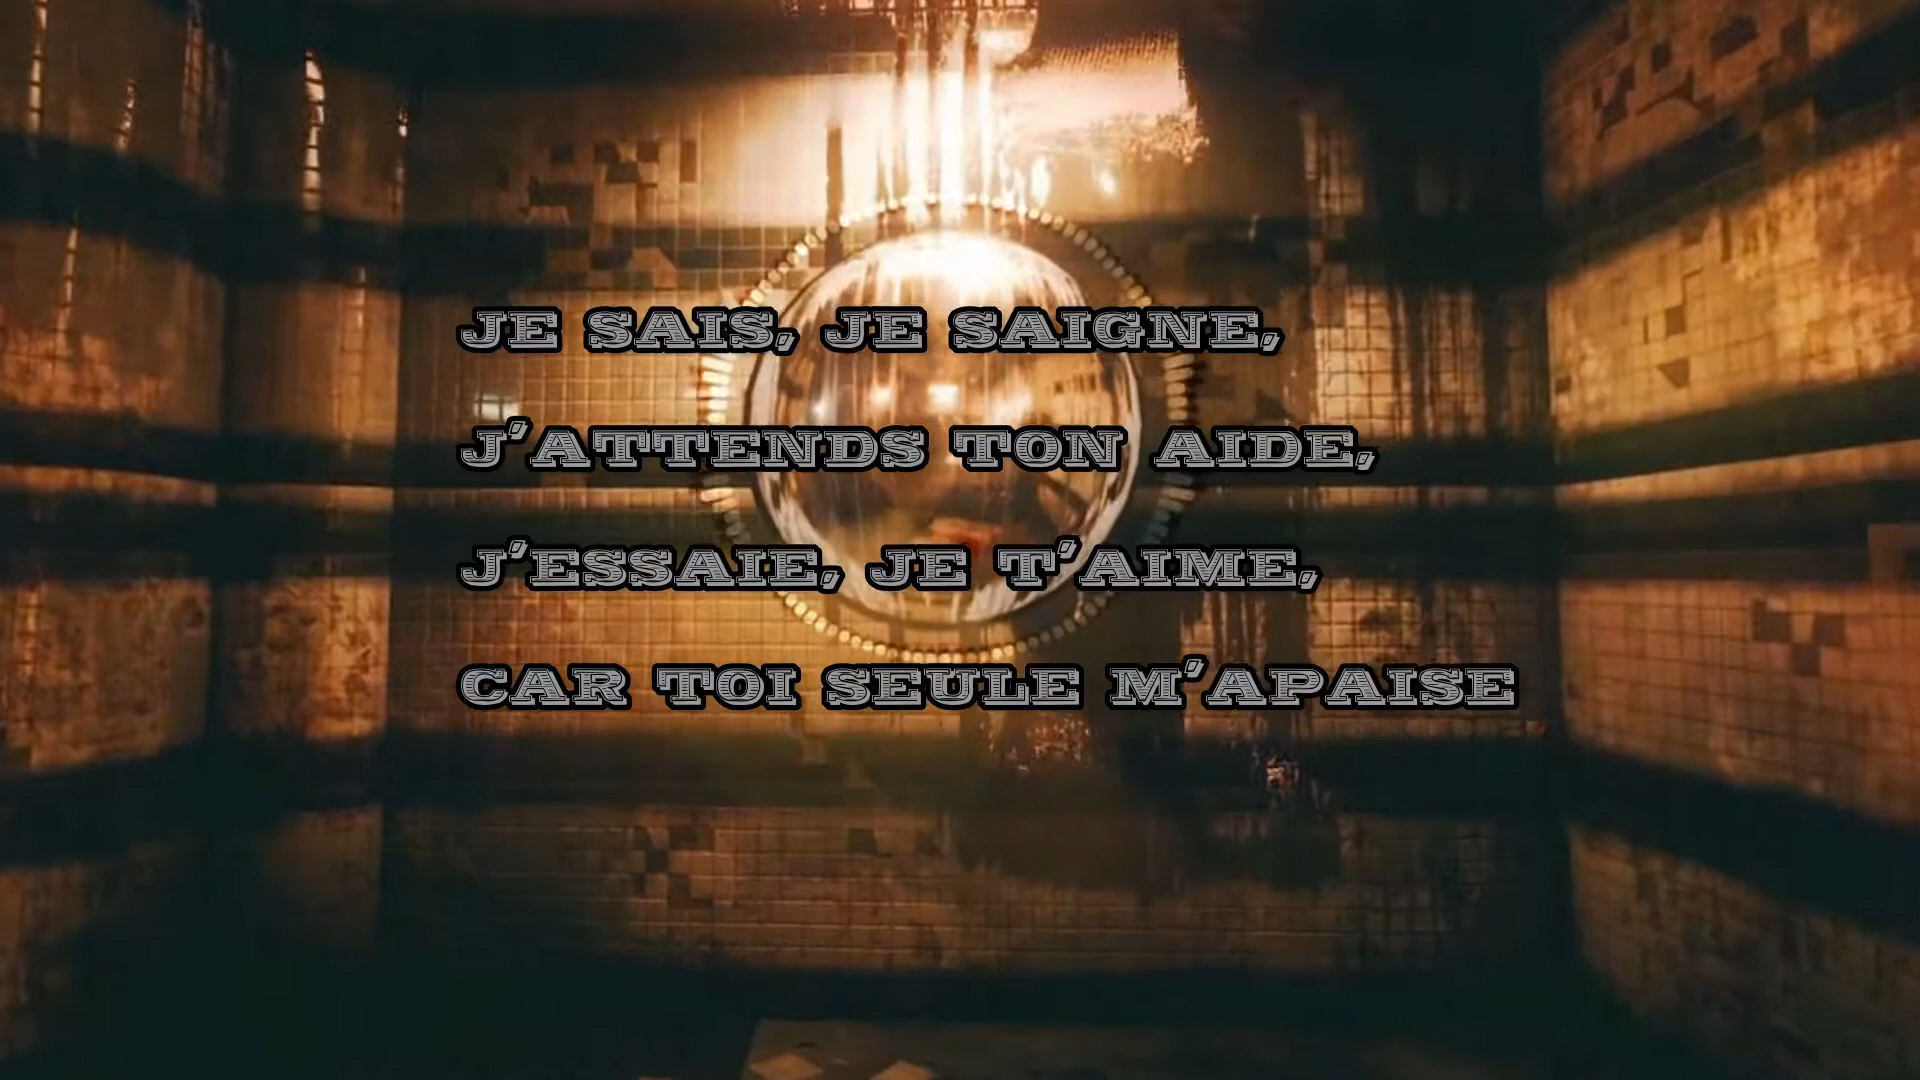 JE SAIS, JE SAIGNE,
J'ATTENDS TON AIDE,
J'ESSAIE, JE T'AIME,
CAR TOI SEULE M'APAISE